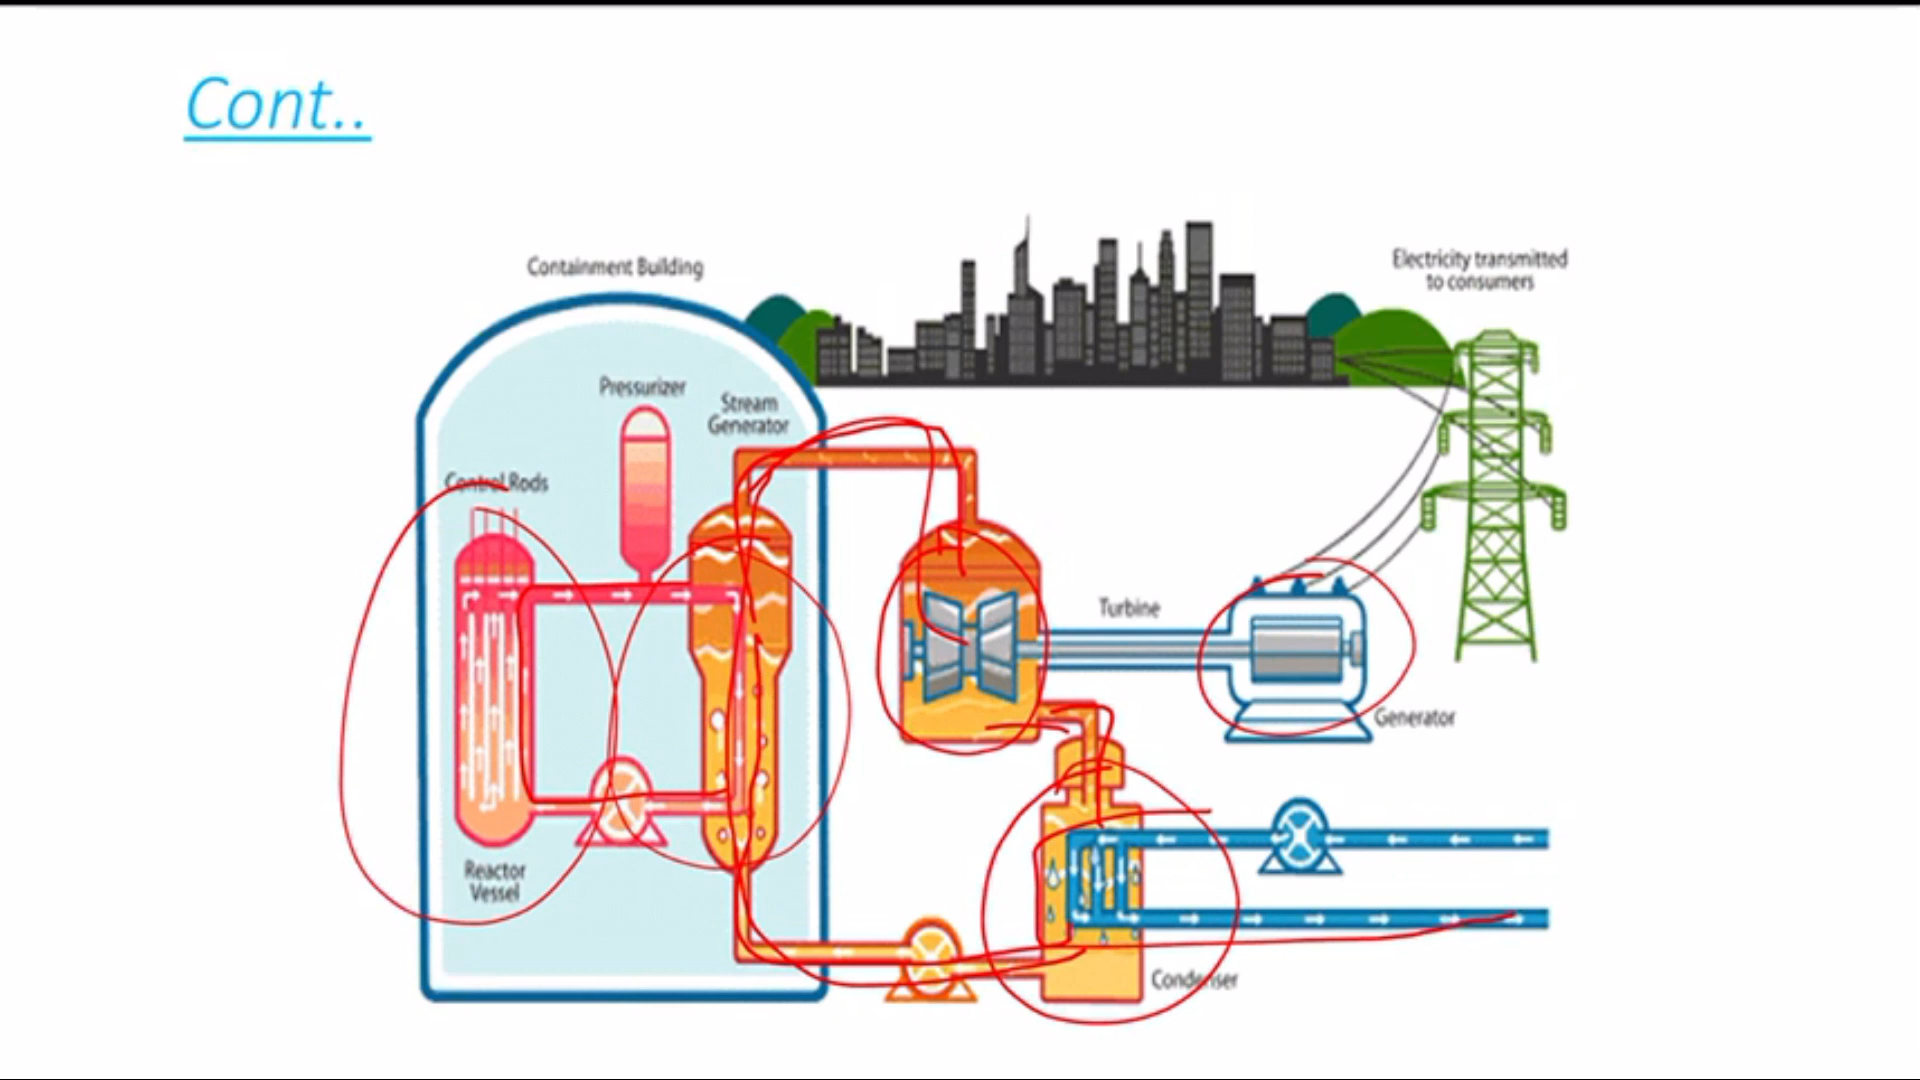 Cont..
Containment Building
Electricity transmitted
to consumers
Pressurizer
Stream
Generator
Control Rods
Turbine
Generator
Reactor
Vessel
Condenser